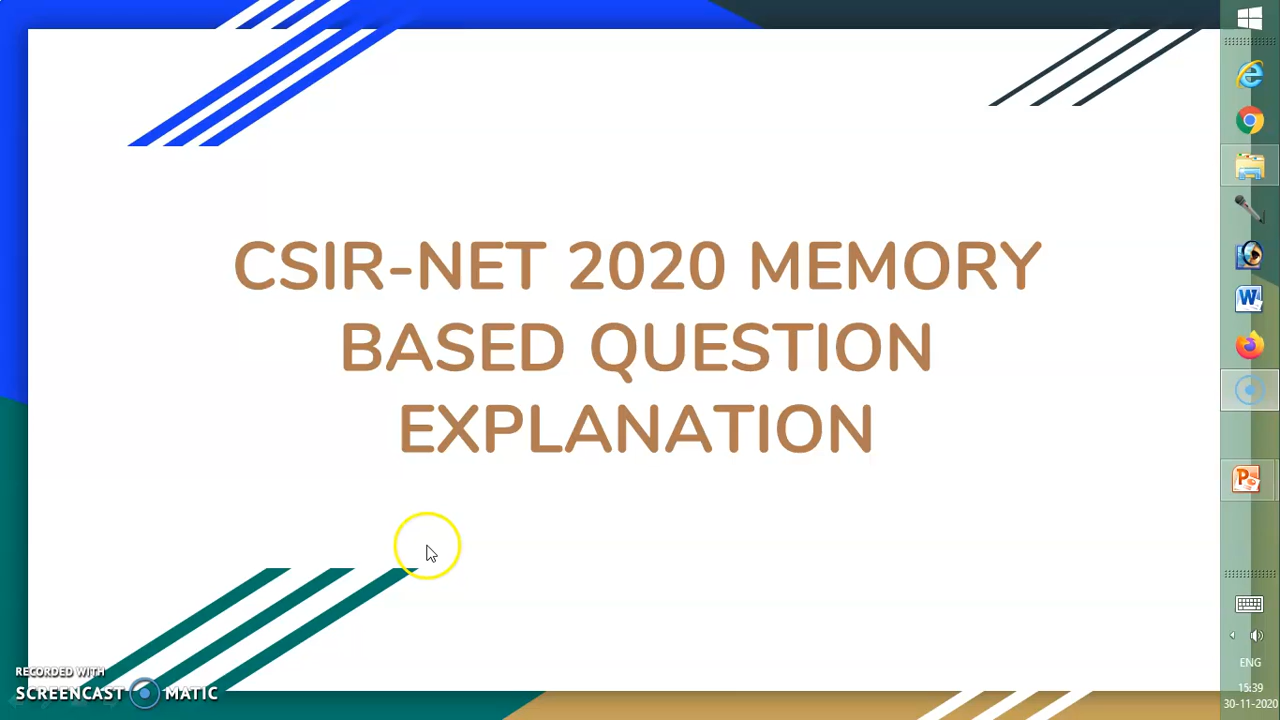 CSIR-NET 2020 MEMORY
BASED QUESTION
EXPLANATION
RECORDED WITH
SCREENCAST MATIC
ENG
15:39
30-11-2020